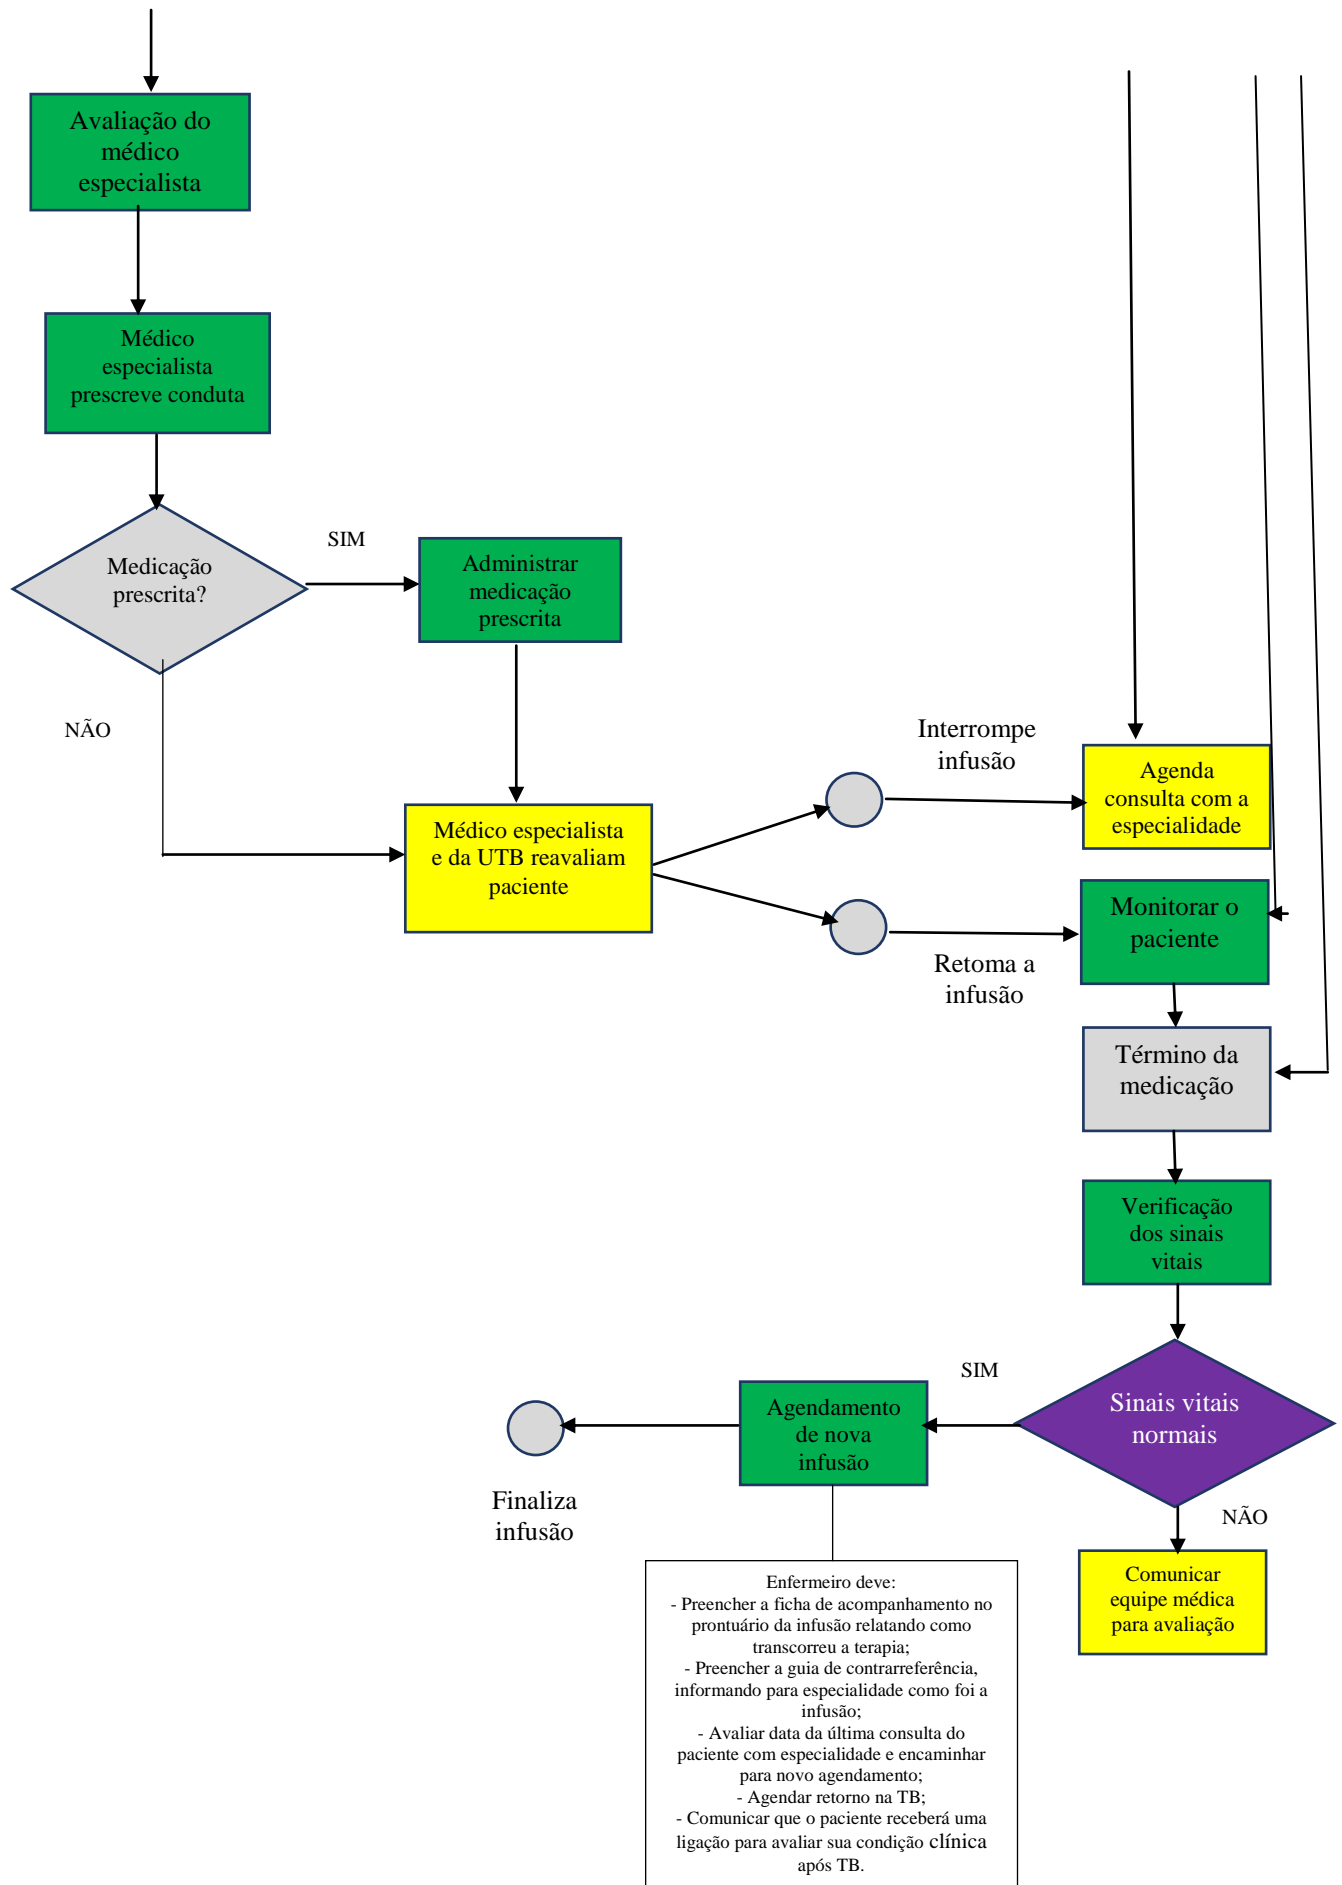 Avaliação do
médico
especialista
Médico
especialista
prescreve conduta
Medicação
prescrita?
SIM
Administrar
medicação
prescrita
NÃO
Médico especialista
e da UTB reavaliam
paciente
Interrompe
infusão
Agenda
consulta com a
especialidade
Retoma a
infusão
Monitorar o
paciente
Término da
medicação
Verificação
dos sinais
vitais
Sinais vitais
normais
SIM
Agendamento
de nova
infusão
Finaliza
infusão
NÃO
Comunicar
equipe médica
para avaliação
Enfermeiro deve:
- Preencher a ficha de acompanhamento no
prontuário da infusão relatando como
transcorreu a terapia;
- Preencher a guia de contrarreferência,
informando para especialidade como foi a
infusão;
- Avaliar data da última consulta do
paciente com especialidade e encaminhar
para novo agendamento;
- Agendar retorno na TB;
- Comunicar que o paciente receberá uma
ligação para avaliar sua condição clínica
após TB.